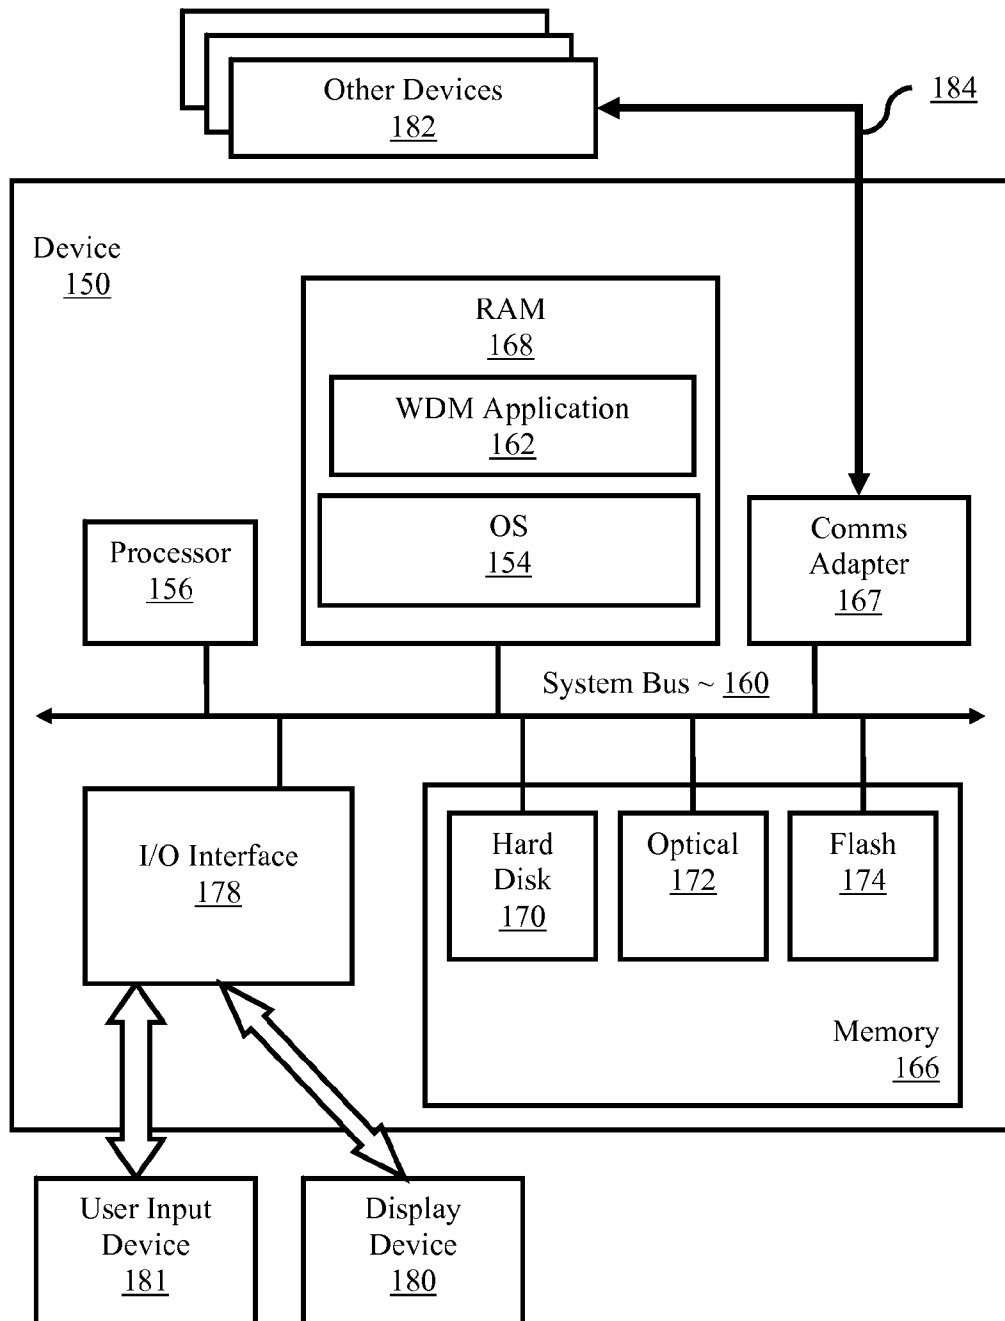 Other Devices
182
184
Device
150
RAM
168
WDM Application
162
OS
154
Processor
156
Comms
Adapter
167
System Bus ~ 160
I/O Interface
178
Hard
Disk
170
Optical
172
Flash
174
Memory
166
User Input
Device
181
Display
Device
180